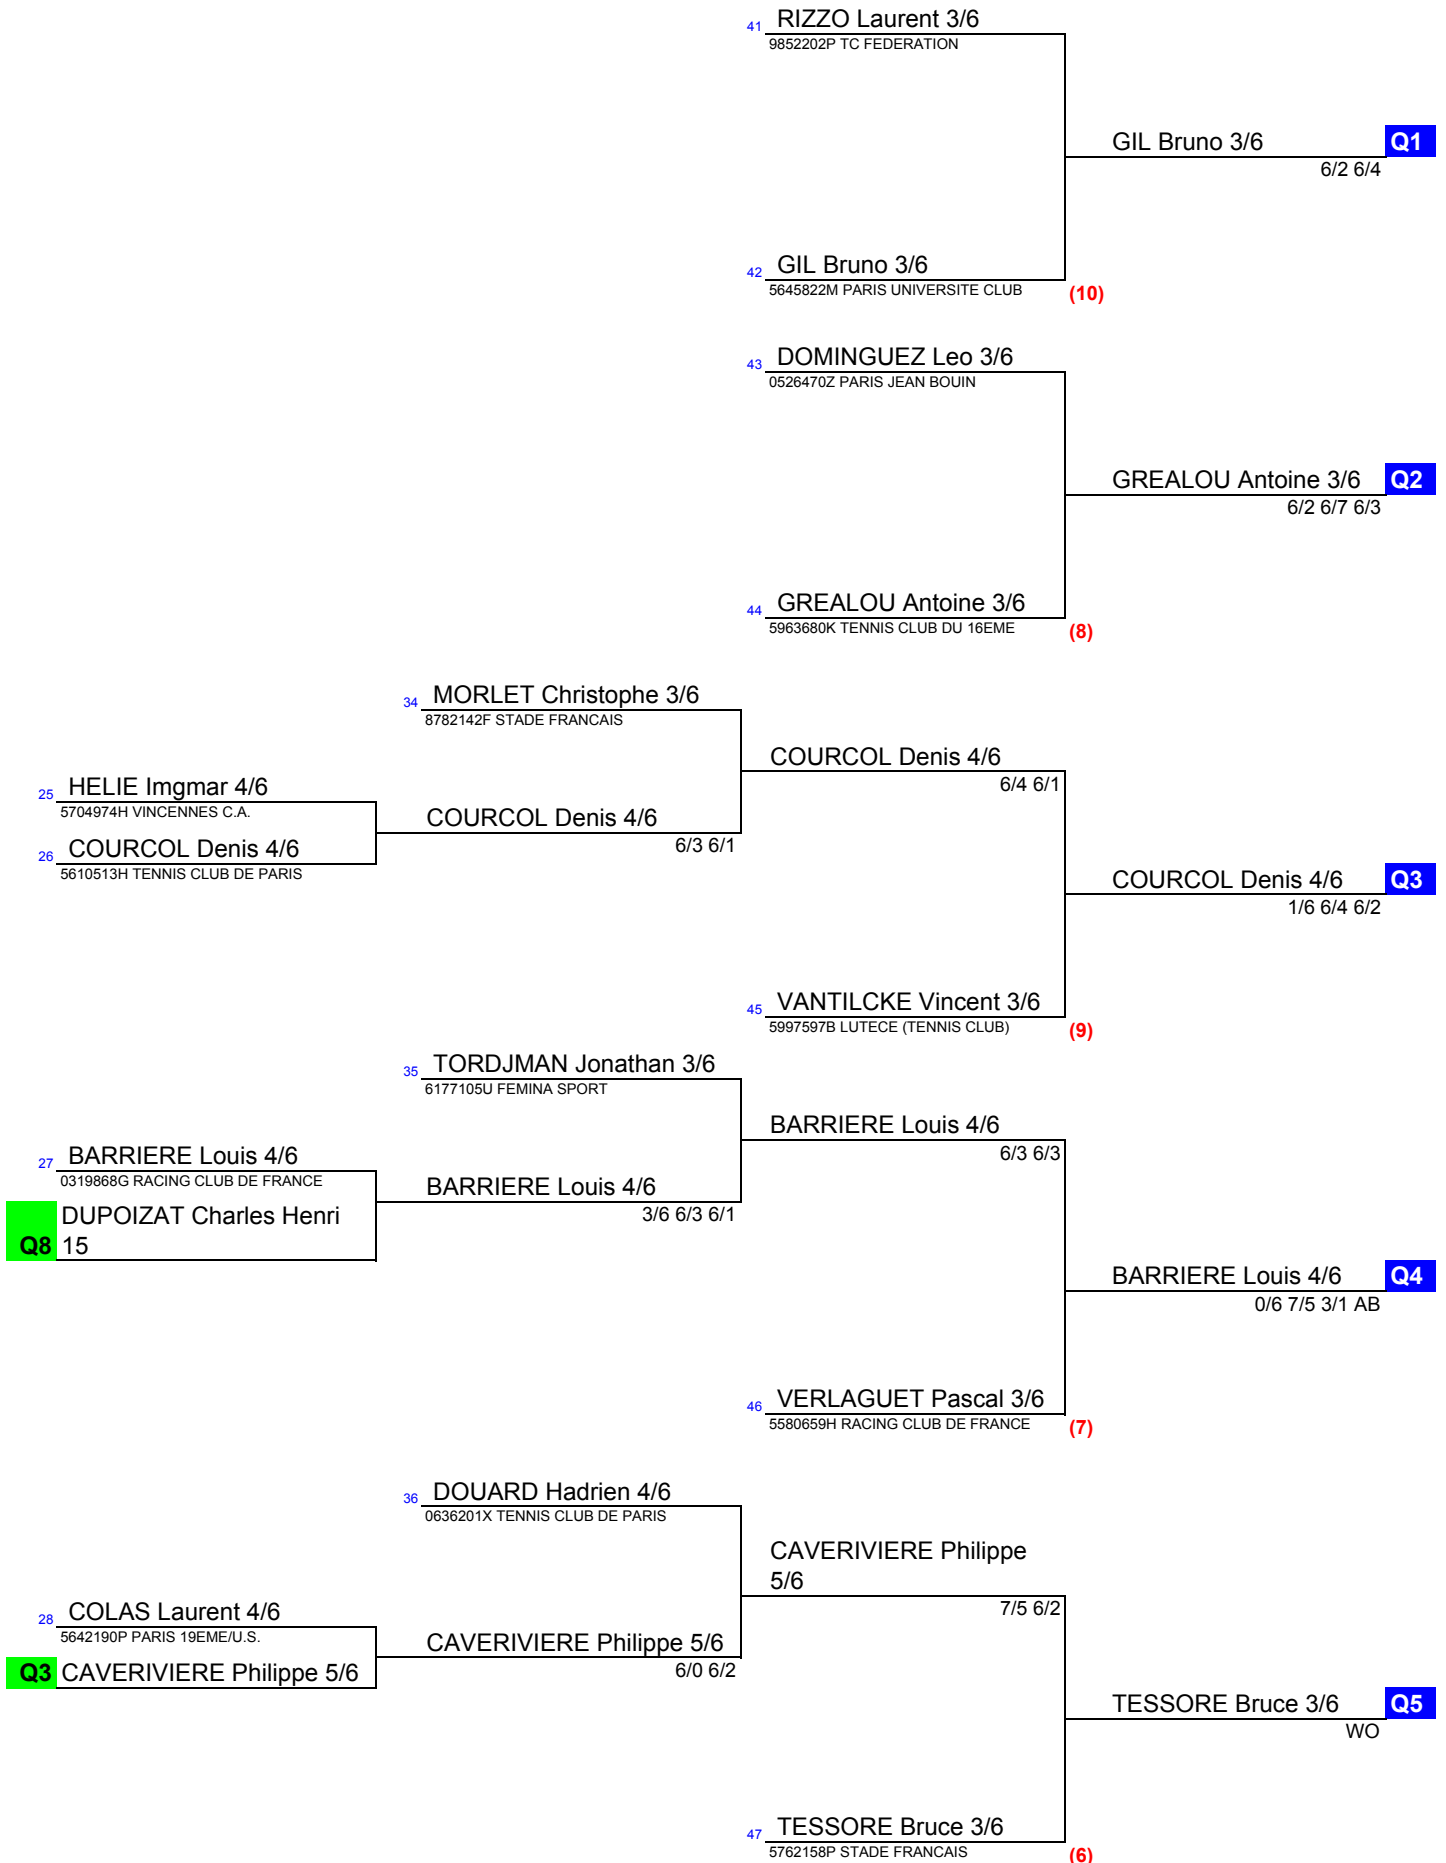 41 RIZZO Laurent 3/6
9852202P TC FEDERATION
GIL Bruno 3/6 Q1
6/2 6/4
42 GIL Bruno 3/6
5645822M PARIS UNIVERSITE CLUB (10)
43 DOMINGUEZ Leo 3/6
0526470Z PARIS JEAN BOUIN
GREALOU Antoine 3/6 Q2
6/2 6/7 6/3
44 GREALOU Antoine 3/6
5963680K TENNIS CLUB DU 16EME (8)
34 MORLET Christophe 3/6
8782142F STADE FRANCAIS
COURCOL Denis 4/6
6/4 6/1
25 HELIE Imgmar 4/6
5704974H VINCENNES C.A.
COURCOL Denis 4/6
6/3 6/1
26 COURCOL Denis 4/6
5610513H TENNIS CLUB DE PARIS
COURCOL Denis 4/6 Q3
1/6 6/4 6/2
45 VANTILCKE Vincent 3/6
5997597B LUTECE (TENNIS CLUB) (9)
35 TORDJMAN Jonathan 3/6
6177105U FEMINA SPORT
BARRIERE Louis 4/6
6/3 6/3
27 BARRIERE Louis 4/6
0319868G RACING CLUB DE FRANCE
BARRIERE Louis 4/6
3/6 6/3 6/1
DUPOIZAT Charles Henri
Q8 15
BARRIERE Louis 4/6 Q4
0/6 7/5 3/1 AB
46 VERLAGUET Pascal 3/6
5580659H RACING CLUB DE FRANCE (7)
36 DOUARD Hadrien 4/6
0636201X TENNIS CLUB DE PARIS
CAVERIVIERE Philippe
5/6
7/5 6/2
28 COLAS Laurent 4/6
5642190P PARIS 19EME/U.S.
CAVERIVIERE Philippe 5/6
6/0 6/2
Q3 CAVERIVIERE Philippe 5/6
TESSORE Bruce 3/6 Q5
WO
47 TESSORE Bruce 3/6
5762158P STADE FRANCAIS (6)